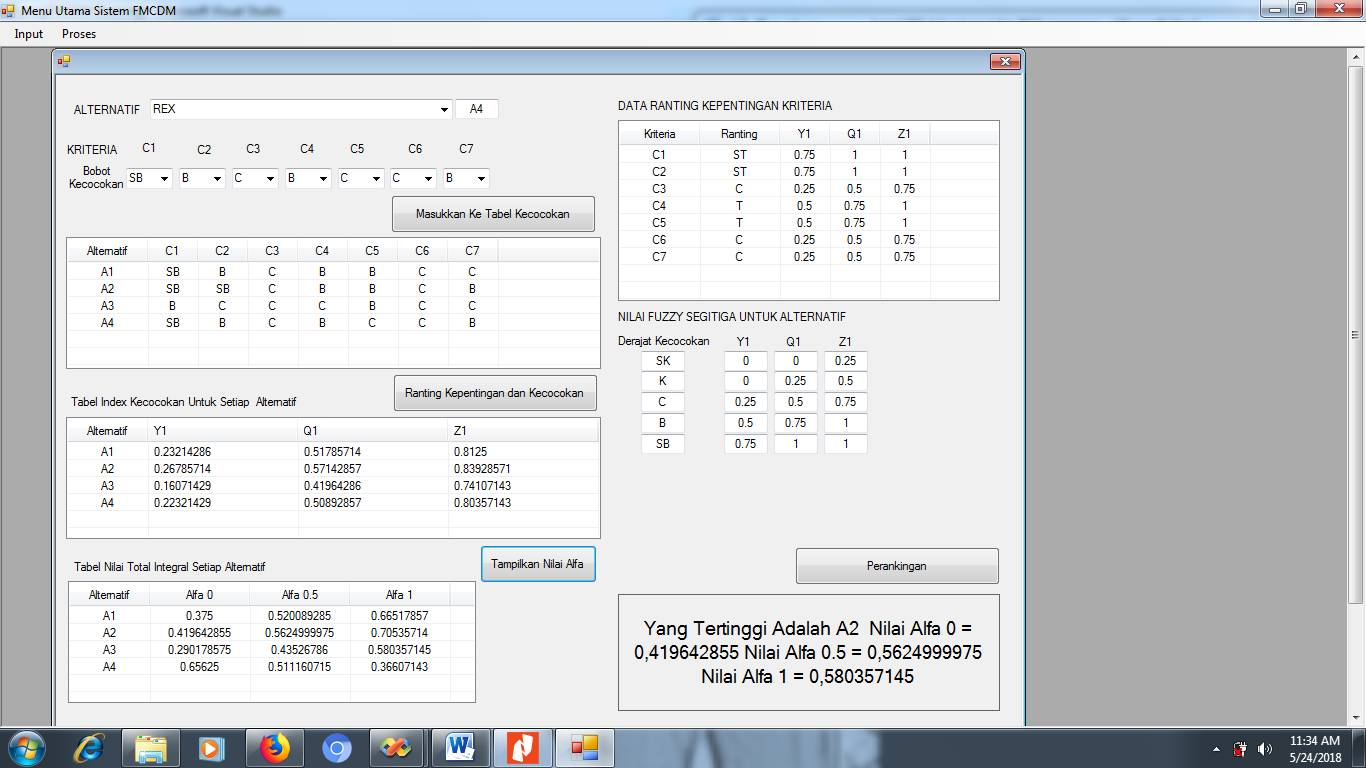 Menu Utama Sistem FMCDM
Input Proses
ALTERNATIF REX A4
KRITERIA C1 C2 C3 C4 C5 C6 C7
Bobot
Kecocokan SB B C B C C B
Masukkan Ke Tabel Kecocokan
Alternatif C1 C2 C3 C4 C5 C6 C7
A1 SB B C B B C C
A2 SB SB C B B C B
A3 B C C C B C C
A4 SB B C B C C B
Ranting Kepentingan dan Kecocokan
Tabel Index Kecocokan Untuk Setiap Alternatif
Alternatif Y1 Q1 Z1
A1 0.23214286 0.51785714 0.8125
A2 0.26785714 0.57142857 0.83928571
A3 0.16071429 0.41964286 0.74107143
A4 0.22321429 0.50892857 0.80357143
Tampilkan Nilai Alfa
Tabel Nilai Total Integral Setiap Alternatif
Alternatif Alfa 0 Alfa 0.5 Alfa 1
A1 0.375 0.520089285 0.66517857
A2 0.419642855 0.5624999975 0.70535714
A3 0.290178575 0.43526786 0.580357145
A4 0.65625 0.511160715 0.36607143
DATA RANTING KEPENTINGAN KRITERIA
Kriteria Ranting Y1 Q1 Z1
C1 ST 0.75 1 1
C2 ST 0.75 1 1
C3 C 0.25 0.5 0.75
C4 T 0.5 0.75 1
C5 T 0.5 0.75 1
C6 C 0.25 0.5 0.75
C7 C 0.25 0.5 0.75
NILAI FUZZY SEGITIGA UNTUK ALTERNATIF
Derajat Kecocokan Y1 Q1 Z1
SK 0 0 0.25
K 0 0.25 0.5
C 0.25 0.5 0.75
B 0.5 0.75 1
SB 0.75 1 1
Perankingan
Yang Tertinggi Adalah A2 Nilai Alfa 0 =
0,419642855 Nilai Alfa 0.5 = 0,5624999975
Nilai Alfa 1 = 0,580357145
11:34 AM
5/24/2018